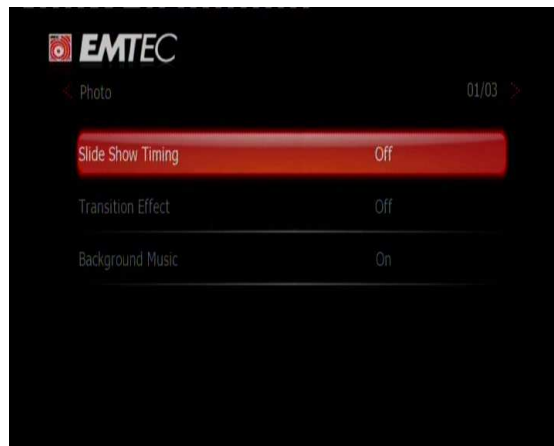 EMTEC
< Photo 01/03 >
Slide Show Timing Off
Transition Effect Off
Background Music On